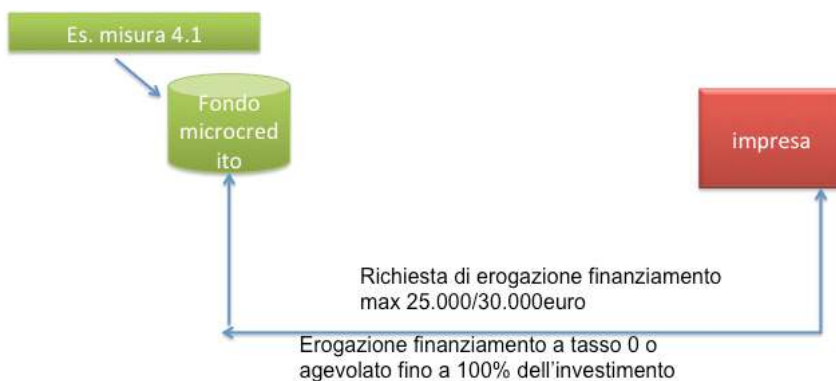 Es. misura 4.1
Fondo
microcred
ito
impresa
Richiesta di erogazione finanziamento
max 25.000/30.000euro
Erogazione finanziamento a tasso 0 o
agevolato fino a 100% dell'investimento